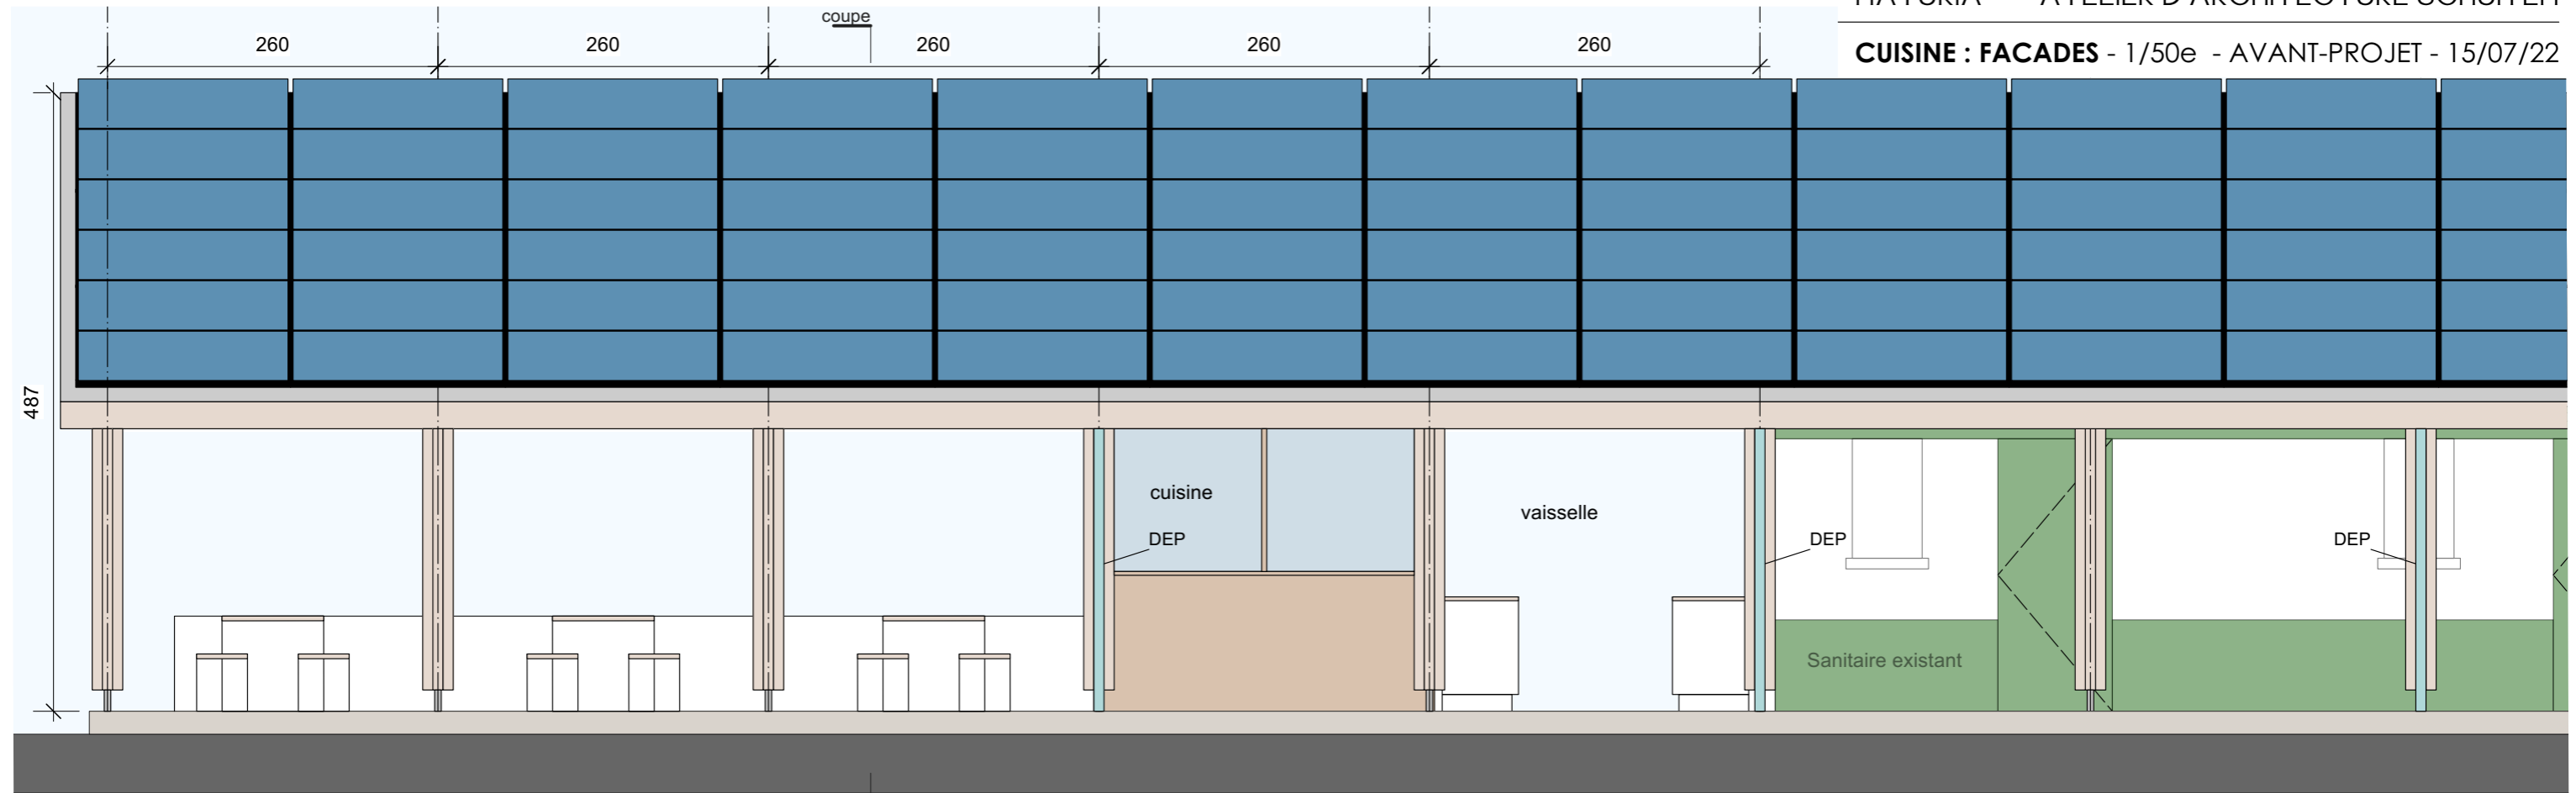 CUISINE : FACADES - 1/50e - AVANT-PROJET - 15/07/22
coupe
260 260 260 260 260
487
cuisine
vaisselle
DEP DEP DEP
Sanitaire existant